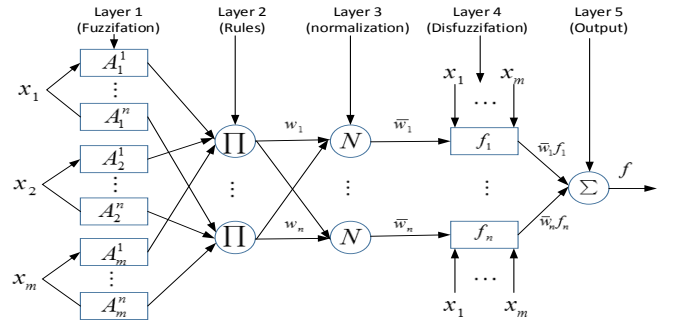 Layer 1
(Fuzzifation)
Layer 2
(Rules)
Layer 3
(normalization)
Layer 4
(Disfuzzifation)
Layer 5
(Output)
x₁
x₂
xₘ
A₁¹
⋮
A₁ⁿ
A₂¹
⋮
A₂ⁿ
Aₘ¹
⋮
Aₘⁿ
∏
⋮
∏
w₁
wₙ
N
⋮
N
w̅₁
w̅ₙ
x₁ ... xₘ
f₁
⋮
fₙ
x₁ ... xₘ
w̅₁f₁
w̅ₙfₙ
Σ
f